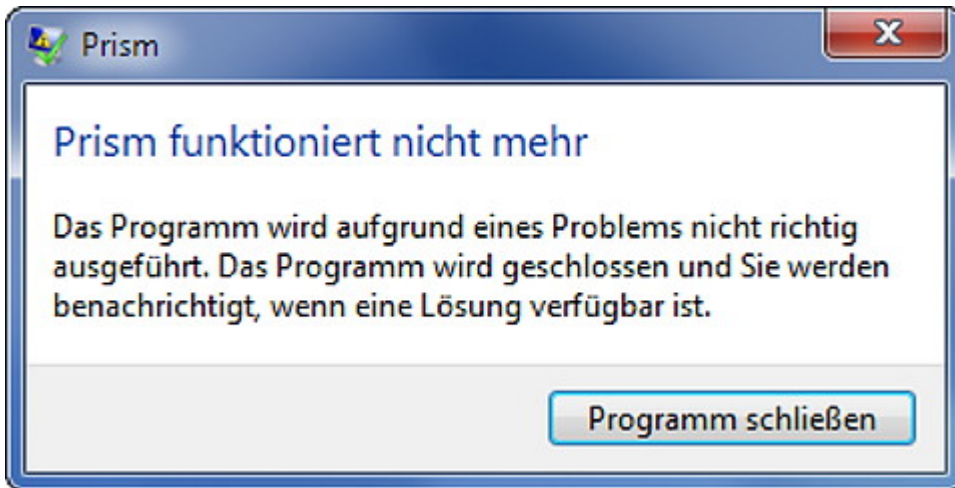 Prism
Prism funktioniert nicht mehr
Das Programm wird aufgrund eines Problems nicht richtig
ausgeführt. Das Programm wird geschlossen und Sie werden
benachrichtigt, wenn eine Lösung verfügbar ist.
Programm schließen